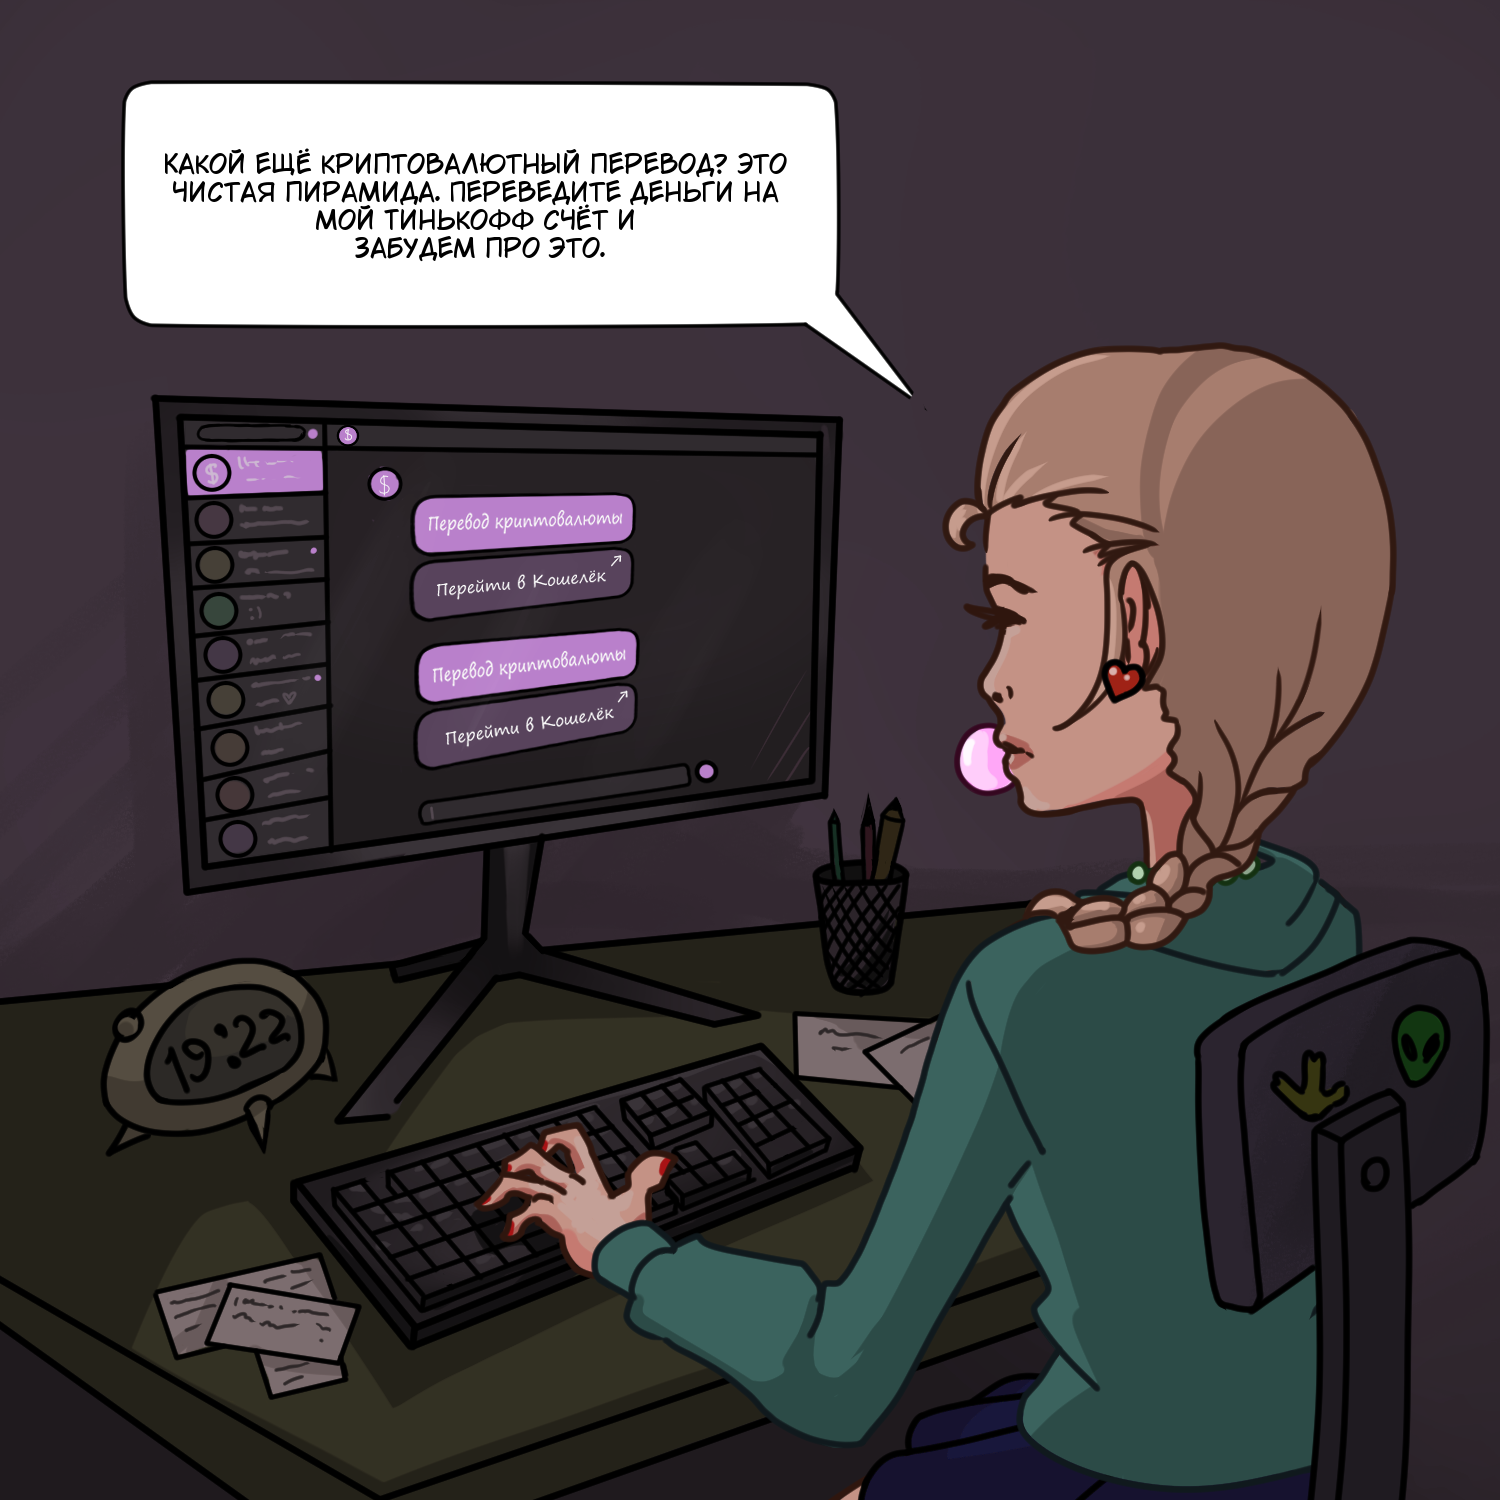 КАКОЙ ЕЩЁ КРИПТОВАЛЮТНЫЙ ПЕРЕВОД? ЭТО
ЧИСТАЯ ПИРАМИДА. ПЕРЕВЕДИТЕ ДЕНЬГИ НА
МОЙ ТИНЬКОФФ СЧЁТ И
ЗАБУДЕМ ПРО ЭТО.
$
$
$
Перевод криптовалюты
Перейти в Кошелёк
:)
Перевод криптовалюты
Перейти в Кошелёк
19:22